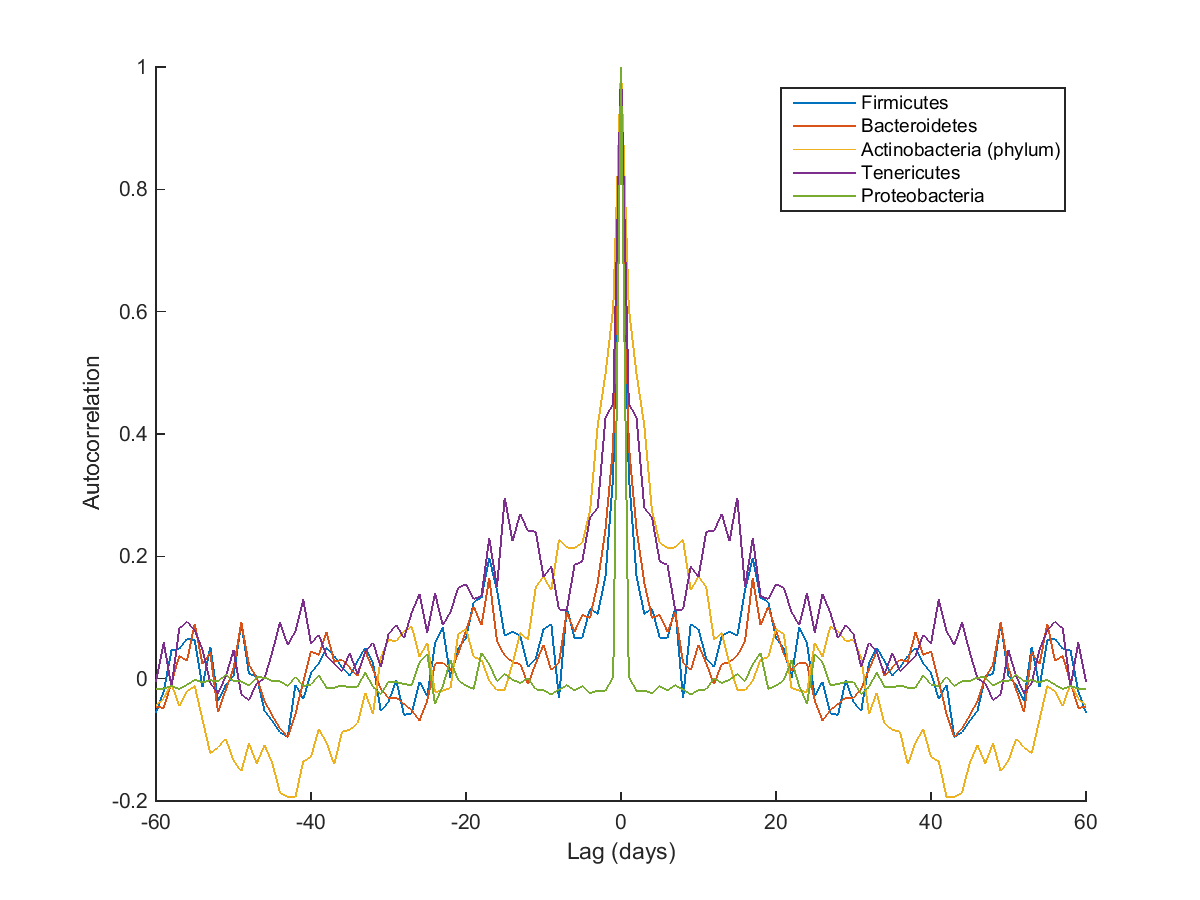 Firmicutes
Bacteroidetes
Actinobacteria (phylum)
Tenericutes
Proteobacteria
Autocorrelation
1
0.8
0.6
0.4
0.2
0
-0.2
-60 -40 -20 0 20 40 60
Lag (days)